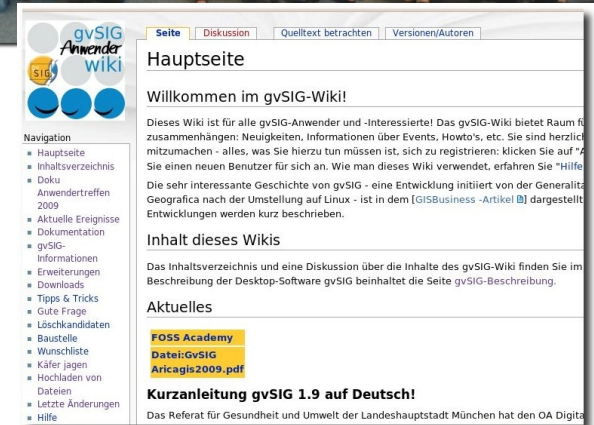 gvSIG
Anwender
wiki
SIG
Seite
Diskussion
Quelltext betrachten
Versionen/Autoren
Hauptseite
Willkommen im gvSIG-Wiki!
Dieses Wiki ist für alle gvSIG-Anwender und -Interessierte! Das gvSIG-Wiki bietet Raum
zusammenhängen: Neuigkeiten, Informationen über Events, Howto's, etc. Sie sind
mitzumachen - alles, was Sie hierzu tun müssen ist, sich zu registrieren: klicken Sie auf
Sie einen neuen Benutzer für sich an. Wie man dieses Wiki verwendet, erfahren Sie "Hilfe
Die sehr interessante Geschichte von gvSIG - eine Entwicklung initiiert von der
Geografica nach der Umstellung auf Linux - ist in dem [GISBusiness -Artikel] dargestellt
Entwicklungen werden kurz beschrieben.
Inhalt dieses Wikis
Das Inhaltsverzeichnis und eine Diskussion über die Inhalte des gvSIG-Wiki finden Sie im
Beschreibung der Desktop-Software gvSIG beinhaltet die Seite gvSIG-Beschreibung.
Aktuelles
FOSS Academy
Datei:GvSIG
Aricagis2009.pdf
Kurzanleitung gvSIG 1.9 auf Deutsch!
Das Referat für Gesundheit und Umwelt der Landeshauptstadt München hat den OA Digita
Navigation
Hauptseite
Inhaltsverzeichnis
Doku
Anwendertreffen
2009
Aktuelle Ereignisse
Dokumentation
gvSIG-
Informationen
Erweiterungen
Downloads
Tipps & Tricks
Gute Frage
Löschkandidaten
Baustelle
Wunschliste
Käfer jagen
Hochladen von
Dateien
Letzte Änderungen
Hilfe